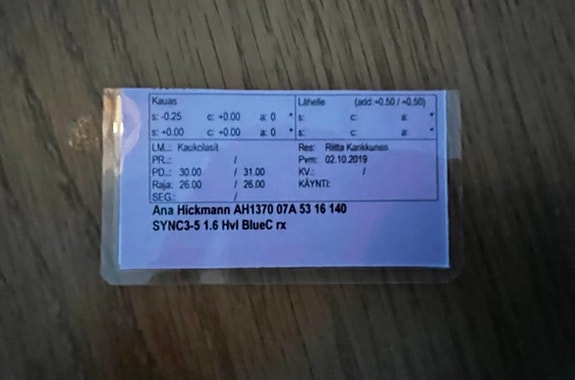 Kauas Lähelle (add:+0.50 / +0.50)
s: -0.25 c: +0.00 a: 0 * s: c: a: *
s: +0.00 c: +0.00 a: 0 * s: c: a: *
LM..: Kaukolasit Res: Riitta Kankkunen
PR..: / Pvm: 02.10.2019
PD..: 30.00 / 31.00 KV.: /
Raja: 26.00 / 26.00 KÄYNTI:
SEG.: /
Ana Hickmann AH1370 07A 53 16 140
SYNC3-5 1.6 Hvl BlueC rx